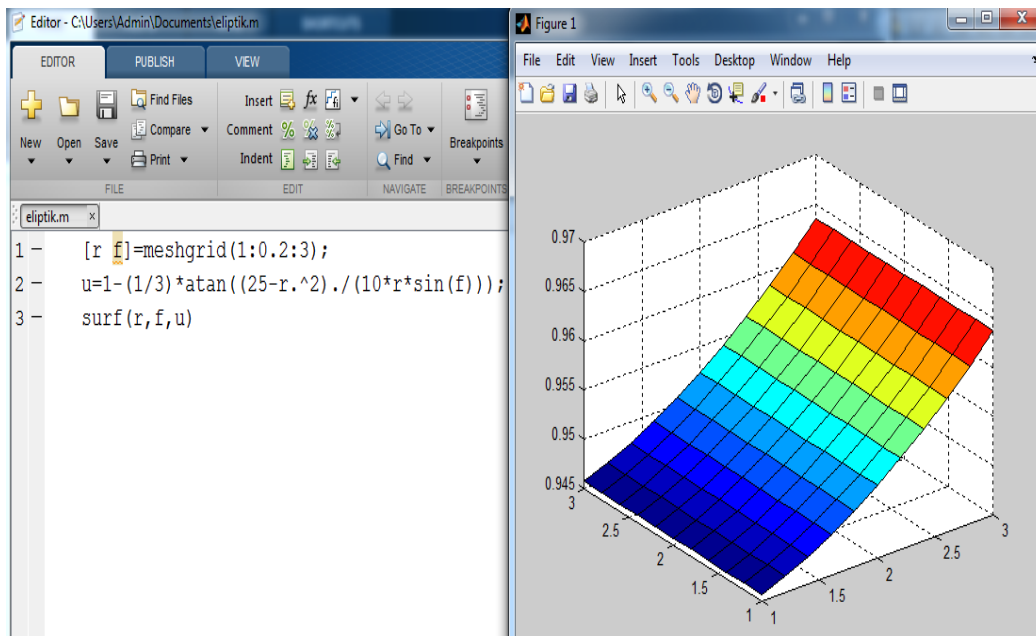 Editor - C:\Users\Admin\Documents\eliptik.m
EDITOR PUBLISH VIEW
New
Open
Save
Find Files
Compare
Print
FILE
Insert fx
Comment
Indent
EDIT
Go To
Find
NAVIGATE
Breakpoints
BREAKPOINTS
eliptik.m x
1 - [r f]=meshgrid(1:0.2:3);
2 - u=1-(1/3)*atan((25-r.^2)./(10*r*sin(f)));
3 - surf(r,f,u)
Figure 1
File Edit View Insert Tools Desktop Window Help
0.97
0.965
0.96
0.955
0.95
0.945
3
2.5
2
1.5
1
1
1.5
2
2.5
3